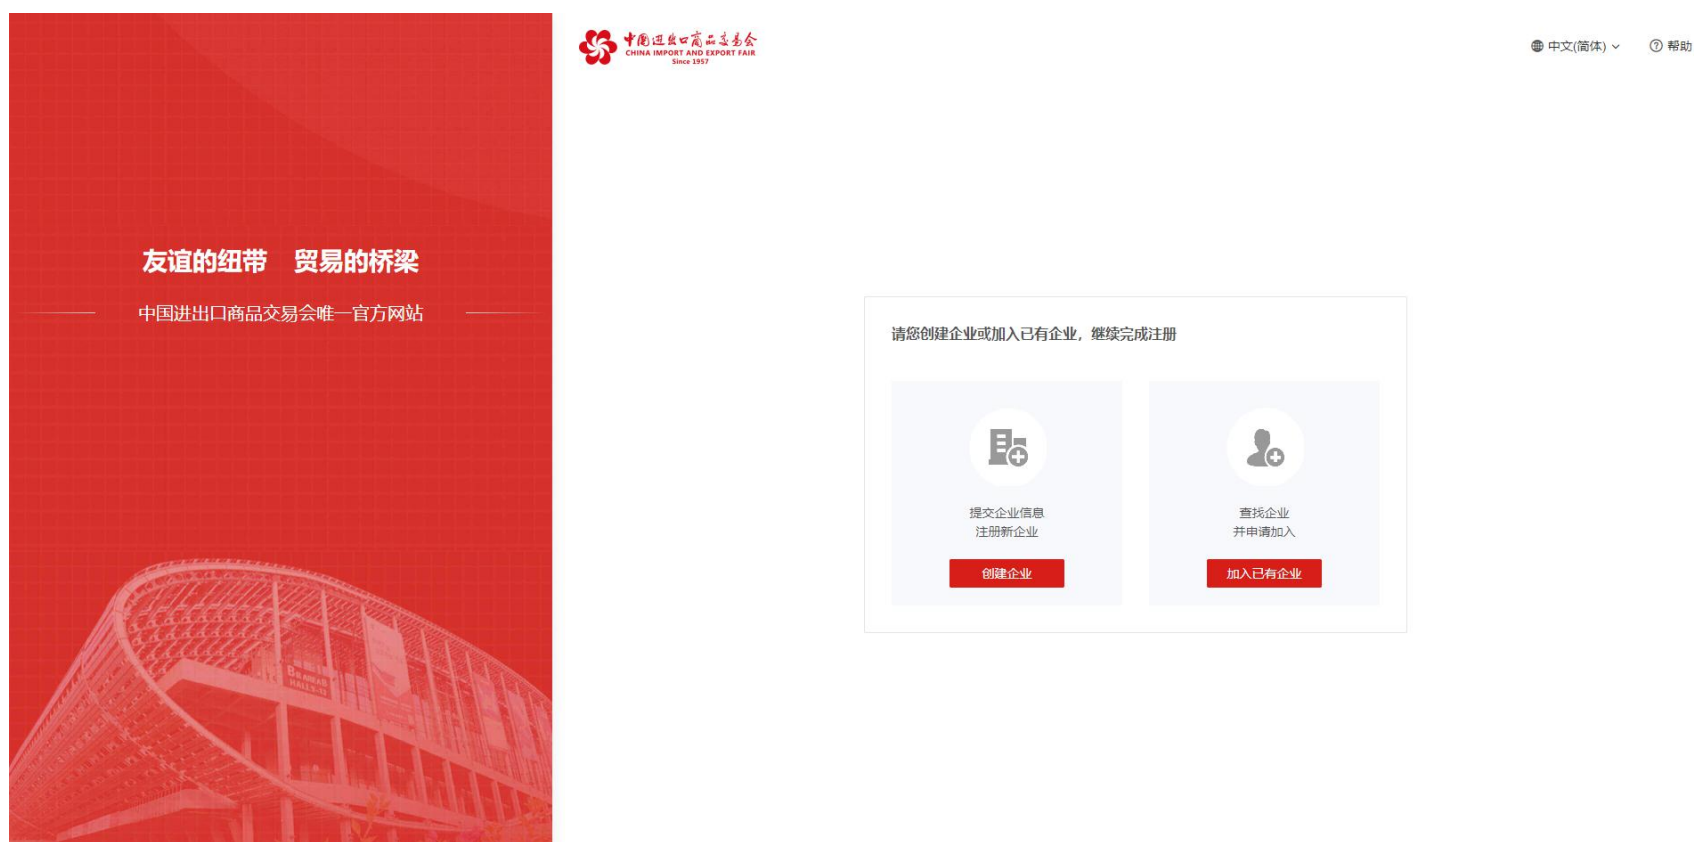 中国进出口商品交易会
CHINA IMPORT AND EXPORT FAIR
Since 1957
中文(简体)
帮助
友谊的纽带 贸易的桥梁
中国进出口商品交易会唯一官方网站
请您创建企业或加入已有企业，继续完成注册
提交企业信息
注册新企业
创建企业
查找企业
并申请加入
加入已有企业